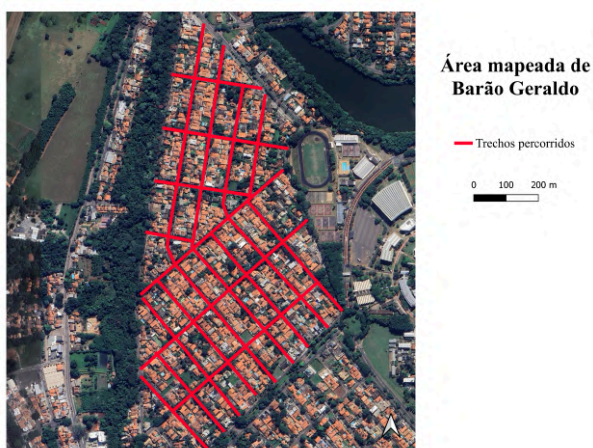 Área mapeada de
Barão Geraldo
Trechos percorridos
0 100 200 m